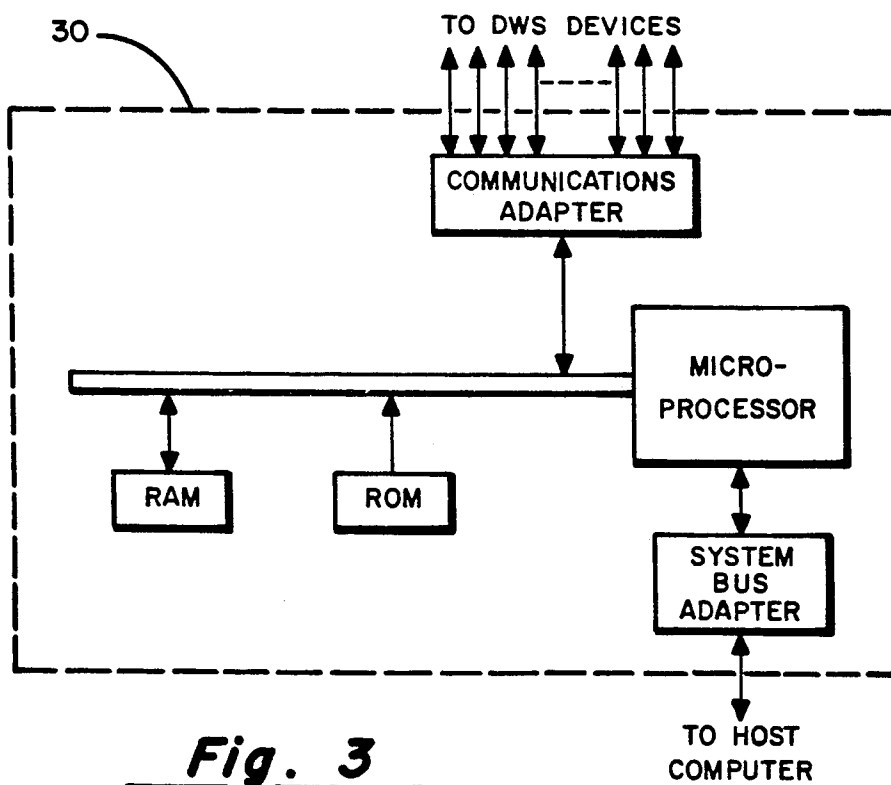 30
TO DWS DEVICES
COMMUNICATIONS
ADAPTER
MICRO-
PROCESSOR
RAM
ROM
SYSTEM
BUS
ADAPTER
TO HOST
COMPUTER
Fig. 3